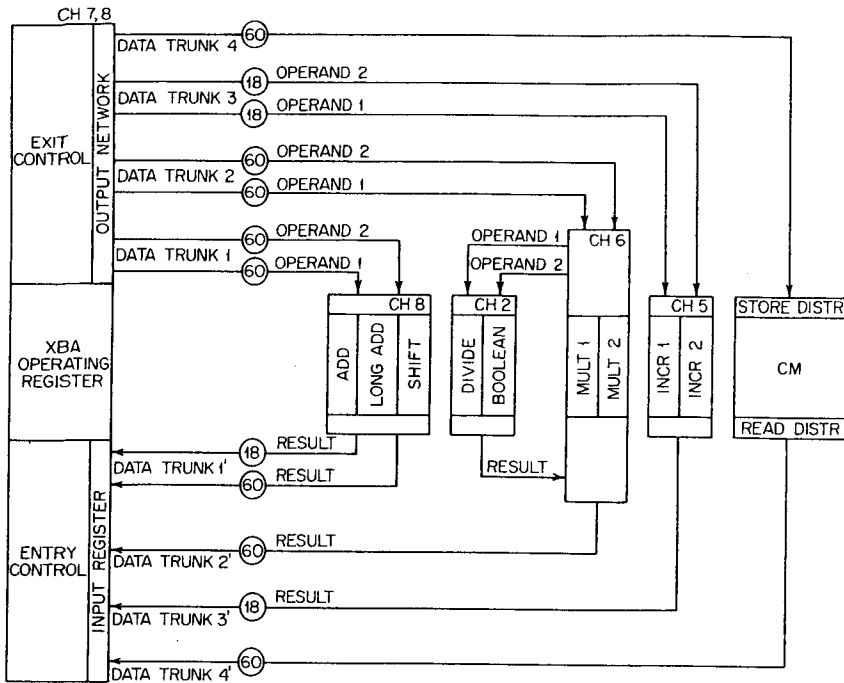 CH 7, 8
EXIT
CONTROL
OUTPUT NETWORK
DATA TRUNK 4
60
18
OPERAND 2
DATA TRUNK 3
18
OPERAND 1
60
OPERAND 2
DATA TRUNK 2
60
OPERAND 1
60
OPERAND 2
DATA TRUNK 1
60
OPERAND 1
OPERAND 1
OPERAND 2
CH 6
MULT 1
MULT 2
CH 8
ADD
LONG ADD
SHIFT
CH 2
DIVIDE
BOOLEAN
CH 5
INCR 1
INCR 2
STORE DISTR
CM
READ DISTR
XBA
OPERATING
REGISTER
ENTRY
CONTROL
INPUT REGISTER
18
RESULT
DATA TRUNK 1'
60
RESULT
RESULT
60
RESULT
DATA TRUNK 2'
18
RESULT
DATA TRUNK 3'
60
DATA TRUNK 4'